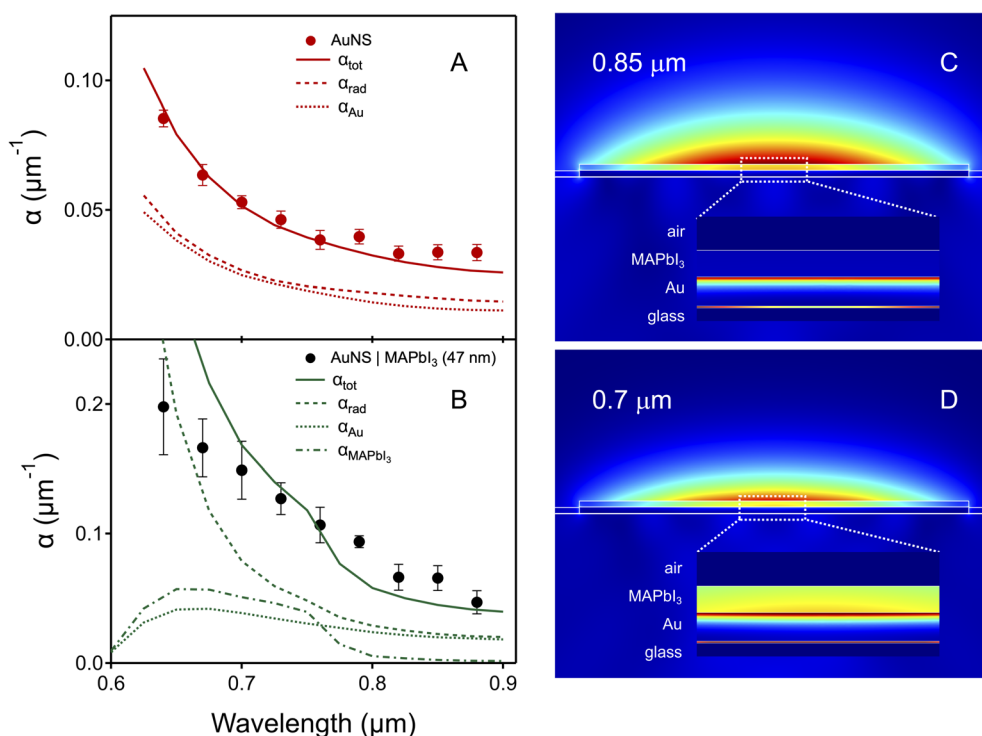 A
AuNS
α_tot
α_rad
α_Au
α (μm⁻¹)
0.10
0.05
0.00
B
AuNS | MAPbI₃ (47 nm)
α_tot
α_rad
α_Au
α_MAPbI₃
α (μm⁻¹)
0.2
0.1
0.0
0.6 0.7 0.8 0.9
Wavelength (μm)
0.85 μm C
air
MAPbI₃
Au
glass
0.7 μm D
air
MAPbI₃
Au
glass